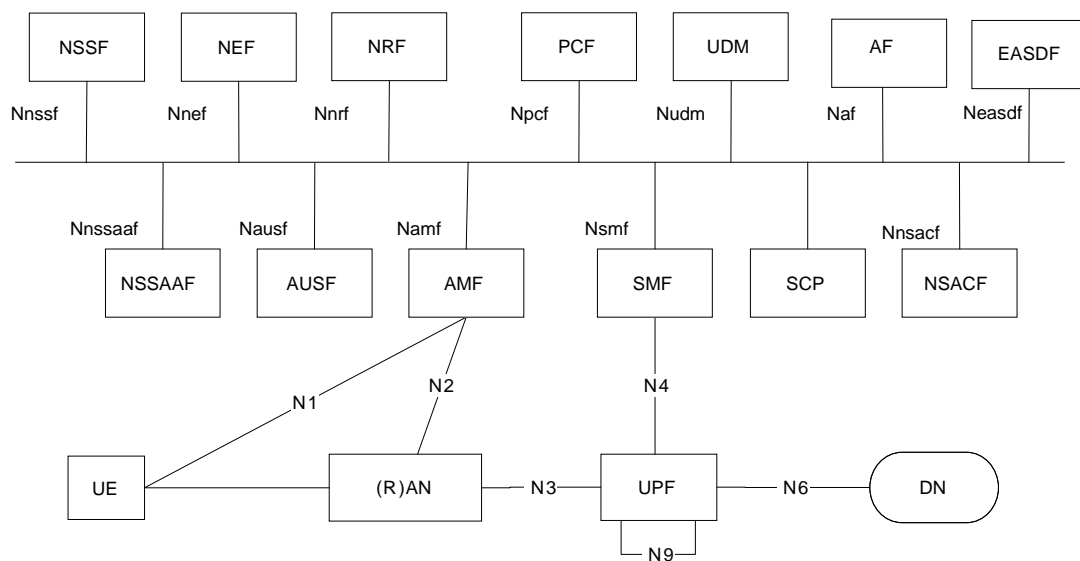 NSSF
NEF
NRF
PCF
UDM
AF
EASDF
Nnssf
Nnef
Nnrf
Npcf
Nudm
Naf
Neasdf
Nnssaaf
Nausf
Namf
Nsmf
Nnsacf
NSSAAF
AUSF
AMF
SMF
SCP
NSACF
N1
N2
N4
UE
(R)AN
N3
UPF
N6
DN
N9